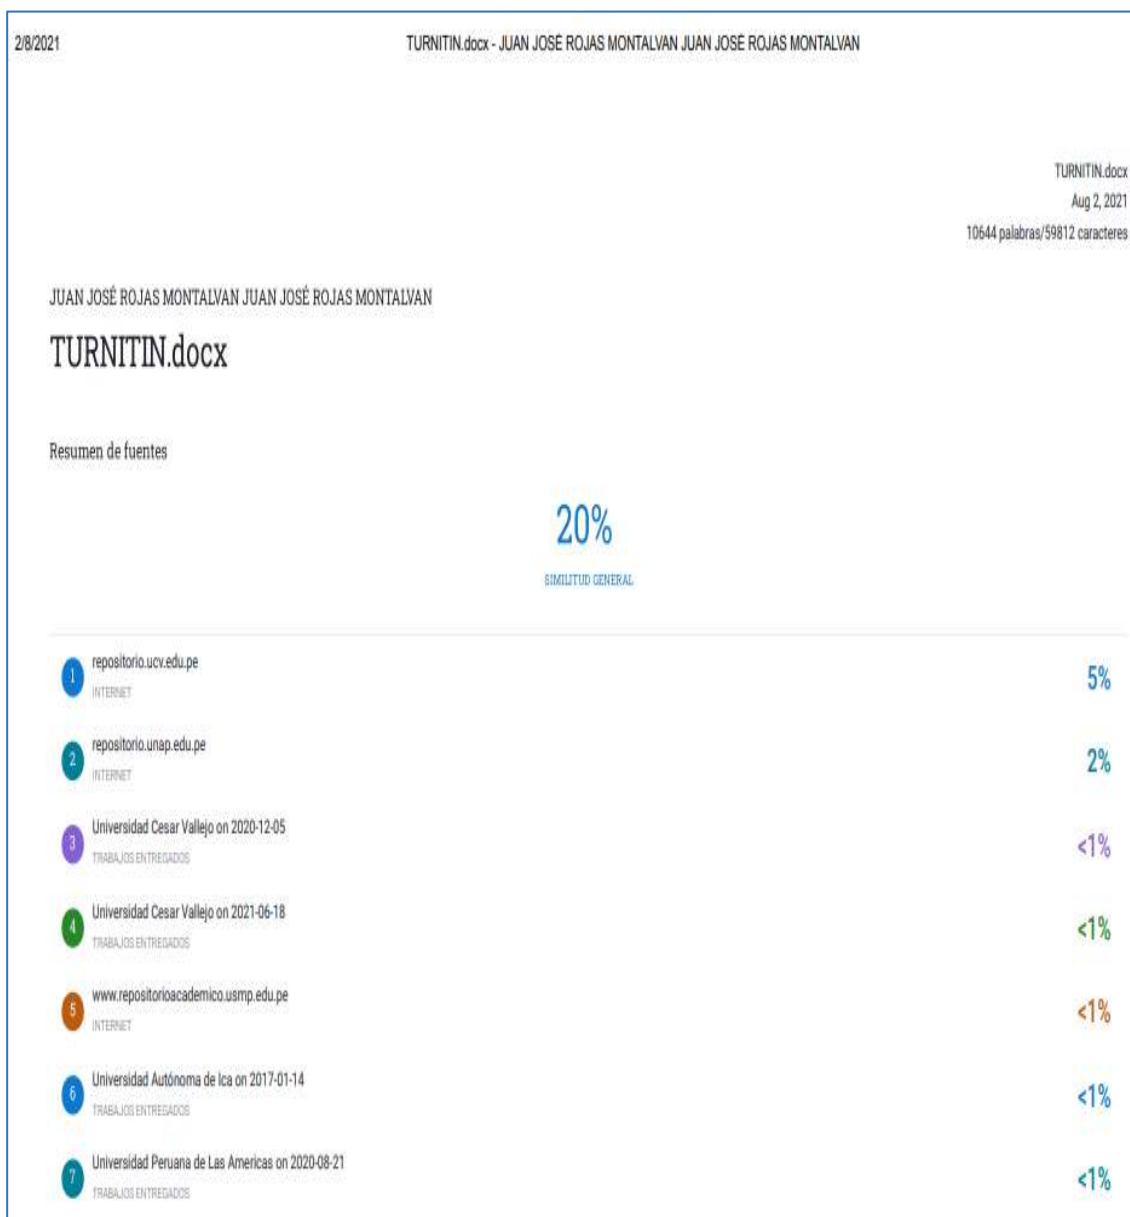 2/8/2021
TURNITIN.docx - JUAN JOSÉ ROJAS MONTALVAN JUAN JOSÉ ROJAS MONTALVAN
TURNITIN.docx
Aug 2, 2021
10644 palabras/59812 caracteres
JUAN JOSÉ ROJAS MONTALVAN JUAN JOSÉ ROJAS MONTALVAN
TURNITIN.docx
Resumen de fuentes
20%
SIMILITUD GENERAL
1 repositorio.ucv.edu.pe 5%
INTERNET
2 repositorio.unap.edu.pe 2%
INTERNET
3 Universidad Cesar Vallejo on 2020-12-05 <1%
TRABAJOS ENTREGADOS
4 Universidad Cesar Vallejo on 2021-06-18 <1%
TRABAJOS ENTREGADOS
5 www.repositorioacademico.usmp.edu.pe <1%
INTERNET
6 Universidad Autónoma de Ica on 2017-01-14 <1%
TRABAJOS ENTREGADOS
7 Universidad Peruana de Las Americas on 2020-08-21 <1%
TRABAJOS ENTREGADOS